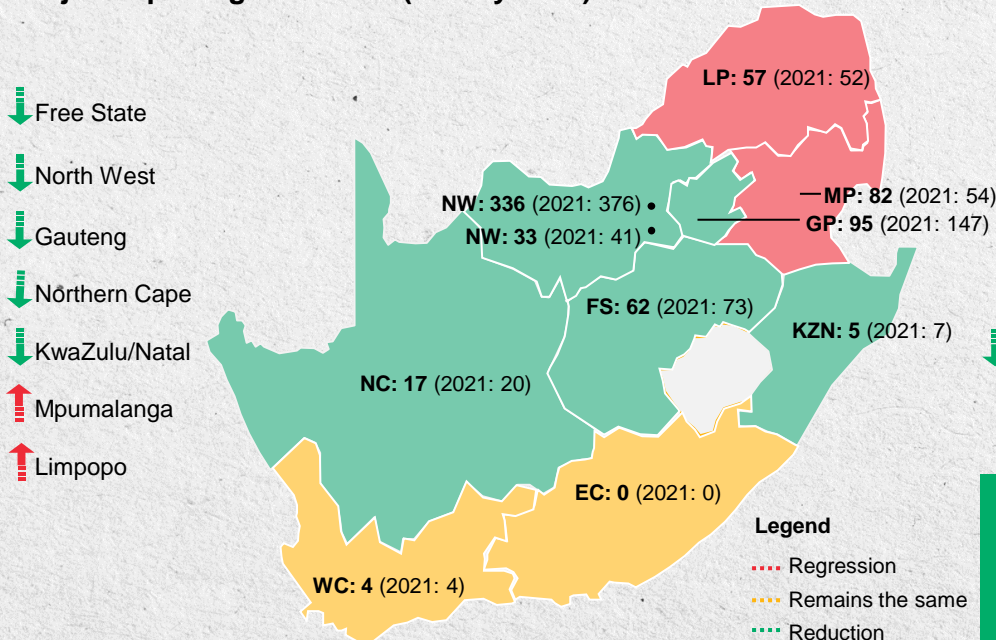 Free State
North West
Gauteng
Northern Cape
KwaZulu/Natal
Mpumalanga
Limpopo
LP: 57 (2021: 52)
MP: 82 (2021: 54)
GP: 95 (2021: 147)
NW: 336 (2021: 376)
NW: 33 (2021: 41)
FS: 62 (2021: 73)
KZN: 5 (2021: 7)
NC: 17 (2021: 20)
EC: 0 (2021: 0)
WC: 4 (2021: 4)
Legend
Regression
Remains the same
Reduction